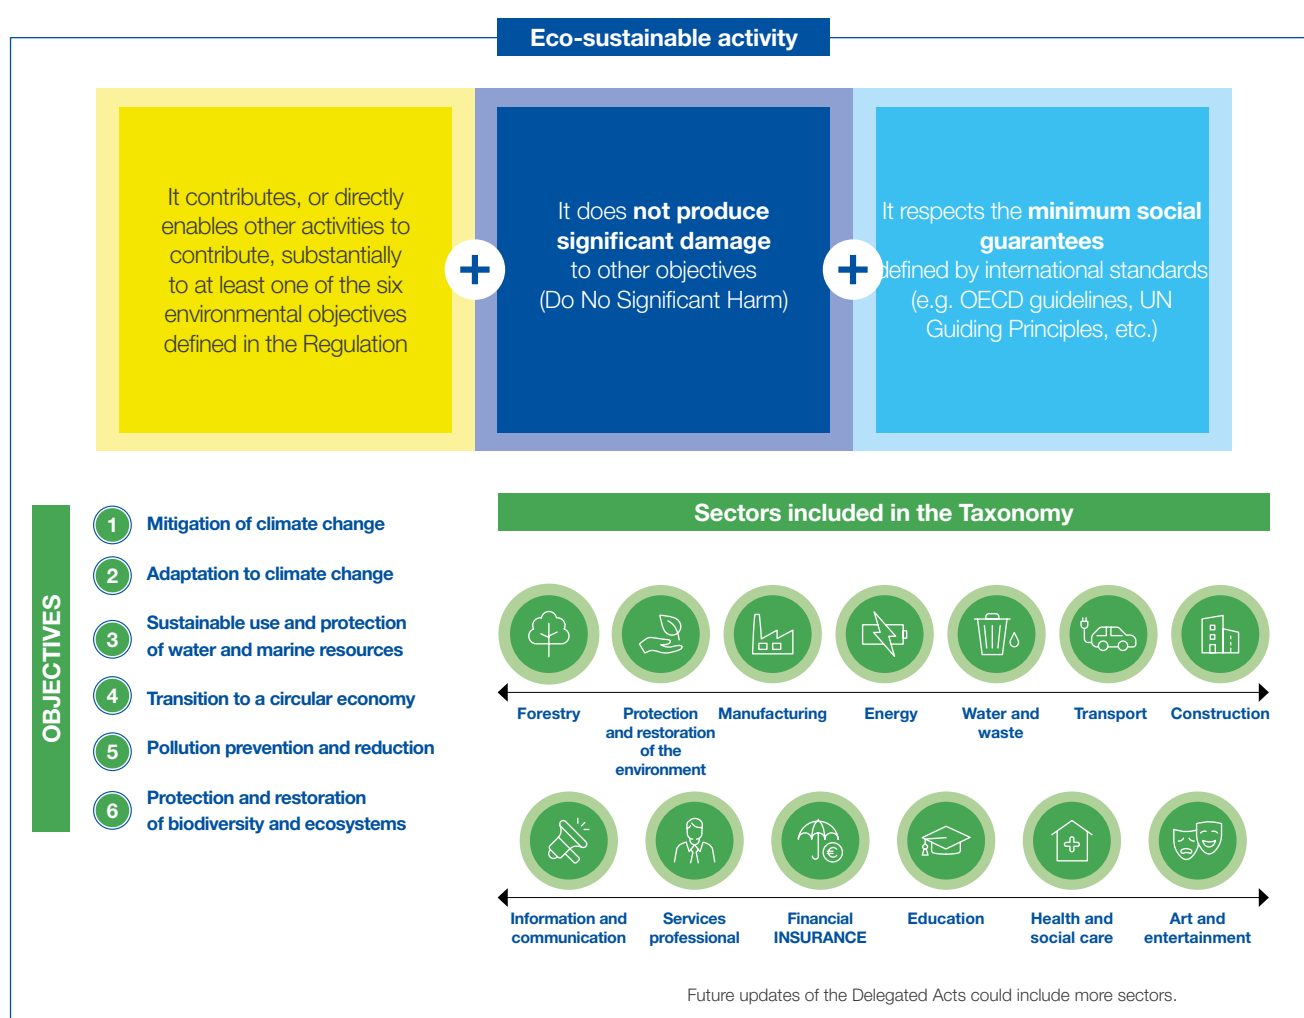 Eco-sustainable activity
It contributes, or directly
enables other activities to
contribute, substantially
to at least one of the six
environmental objectives
defined in the Regulation
+
It does not produce
significant damage
to other objectives
(Do No Significant Harm)
+
It respects the minimum social
guarantees
defined by international standards
(e.g. OECD guidelines, UN
Guiding Principles, etc.)
OBJECTIVES
1 Mitigation of climate change
2 Adaptation to climate change
3 Sustainable use and protection
of water and marine resources
4 Transition to a circular economy
5 Pollution prevention and reduction
6 Protection and restoration
of biodiversity and ecosystems
Sectors included in the Taxonomy
Forestry
Protection
and restoration
of the
environment
Manufacturing
Energy
Water and
waste
Transport
Construction
€
Information and
communication
Services
professional
Financial
INSURANCE
Education
Health and
social care
Art and
entertainment
Future updates of the Delegated Acts could include more sectors.